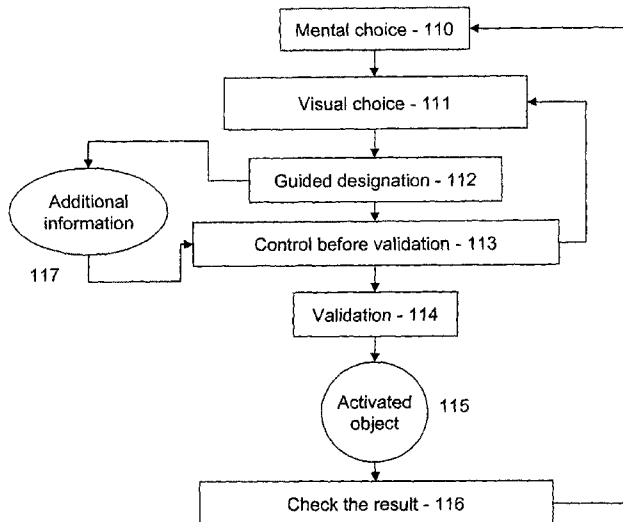 Mental choice - 110
Visual choice - 111
Guided designation - 112
Additional
information
117
Control before validation - 113
Validation - 114
Activated
object
115
Check the result - 116